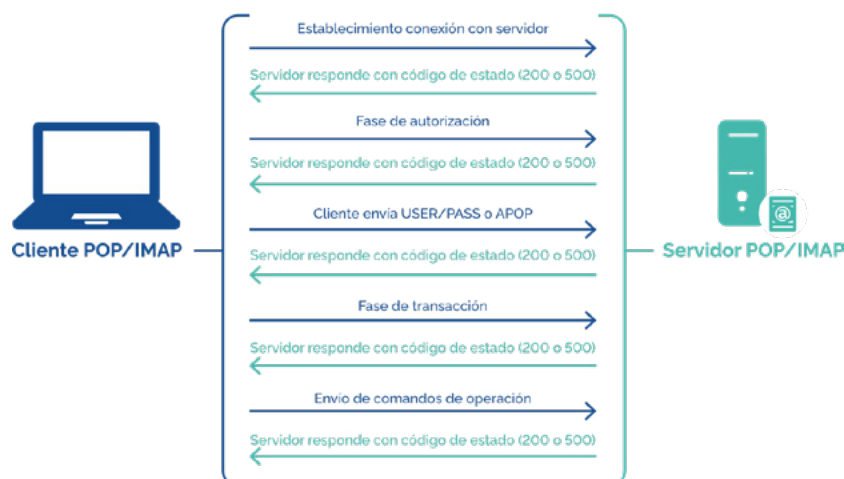 Establecimiento conexión con servidor
Servidor responde con código de estado (200 o 500)
Fase de autorización
Servidor responde con código de estado (200 o 500)
Cliente envía USER/PASS o APOP
Servidor responde con código de estado (200 o 500)
Cliente POP/IMAP
@
Servidor POP/IMAP
Fase de transacción
Servidor responde con código de estado (200 o 500)
Envío de comandos de operación
Servidor responde con código de estado (200 o 500)